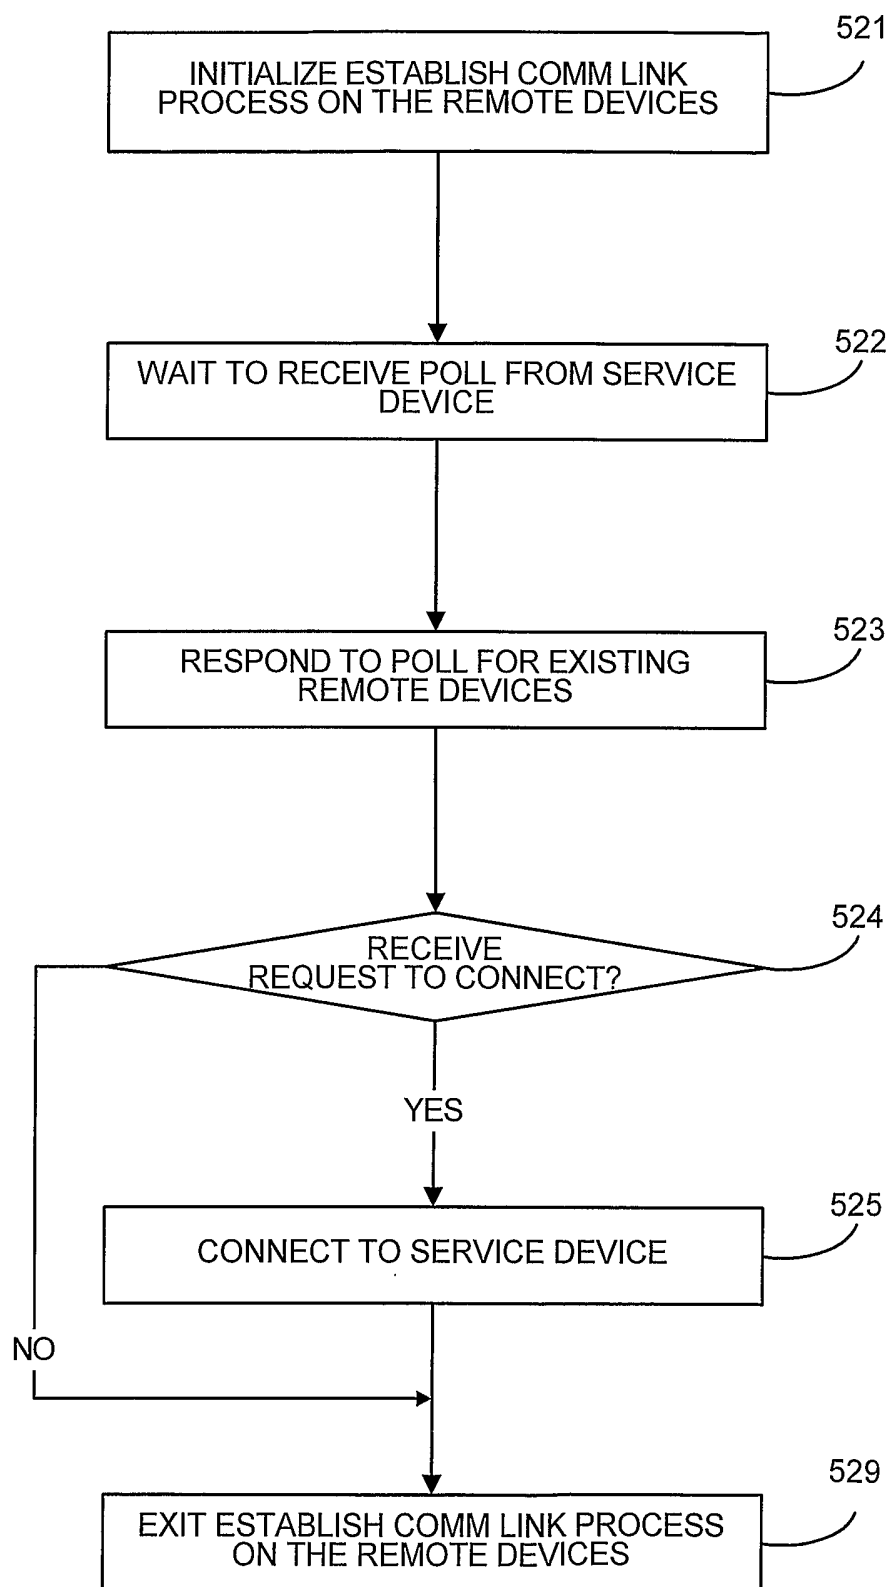 521
INITIALIZE ESTABLISH COMM LINK
PROCESS ON THE REMOTE DEVICES
522
WAIT TO RECEIVE POLL FROM SERVICE
DEVICE
523
RESPOND TO POLL FOR EXISTING
REMOTE DEVICES
524
RECEIVE
REQUEST TO CONNECT?
YES
525
CONNECT TO SERVICE DEVICE
NO
529
EXIT ESTABLISH COMM LINK PROCESS
ON THE REMOTE DEVICES